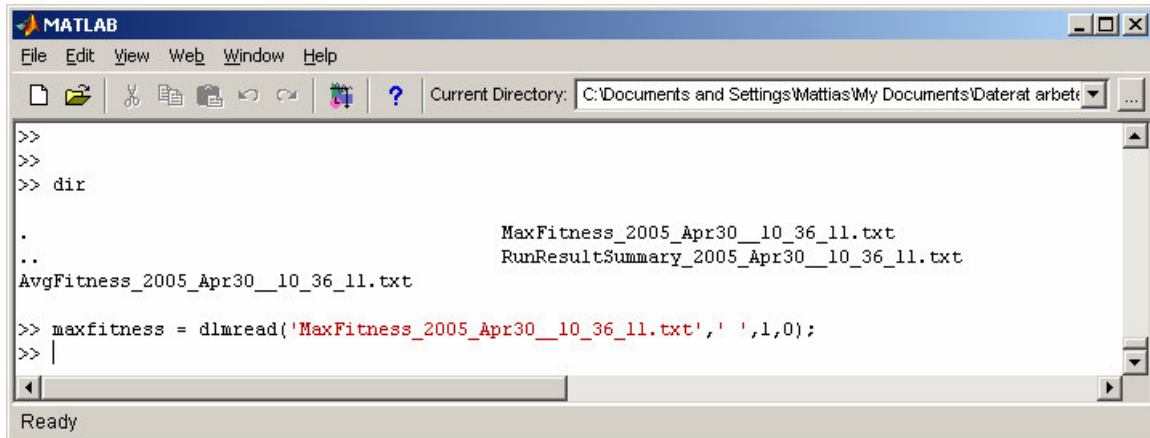 MATLAB
File Edit View Web Window Help
? Current Directory: C:\Documents and Settings\Mattias\My Documents\Daterat arbete ...
>>
>>
>> dir
. MaxFitness_2005_Apr30__10_36_11.txt
.. RunResultSummary_2005_Apr30__10_36_11.txt
AvgFitness_2005_Apr30__10_36_11.txt
>> maxfitness = dlmread('MaxFitness_2005_Apr30__10_36_11.txt',' ',1,0);
>>
Ready